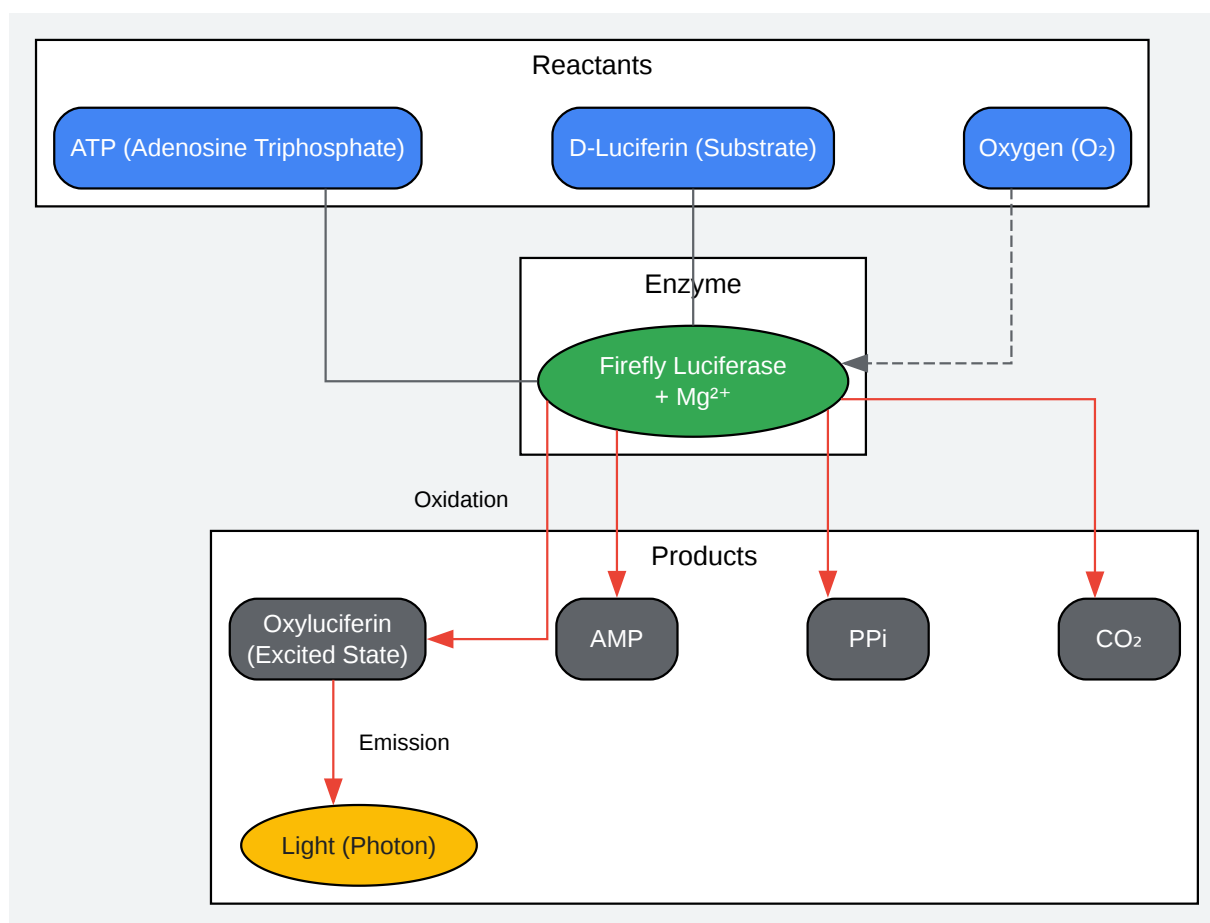 Reactants
ATP (Adenosine Triphosphate)
D-Luciferin (Substrate)
Oxygen (O₂)
Enzyme
Firefly Luciferase
+ Mg²⁺
Oxidation
Products
Oxyluciferin
(Excited State)
AMP
PPi
CO₂
Emission
Light (Photon)